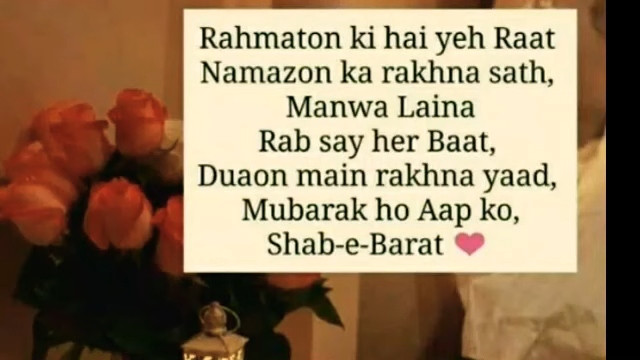 Rahmaton ki hai yeh Raat
Namazon ka rakhna sath,
Manwa Laina
Rab say her Baat,
Duaon main rakhna yaad,
Mubarak ho Aap ko,
Shab-e-Barat ❤